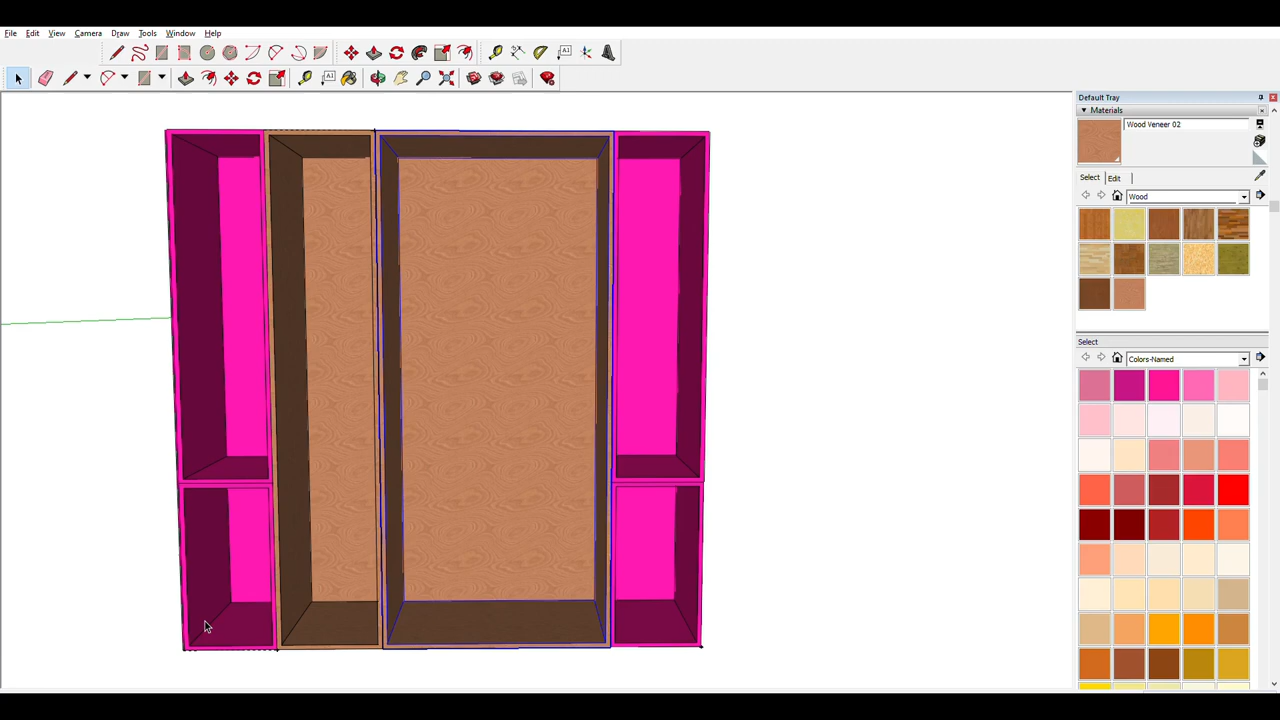 File Edit View Camera Draw Tools Window Help
Default Tray
Materials
Wood Veneer 02
Select Edit
Wood
Select
Colors-Named